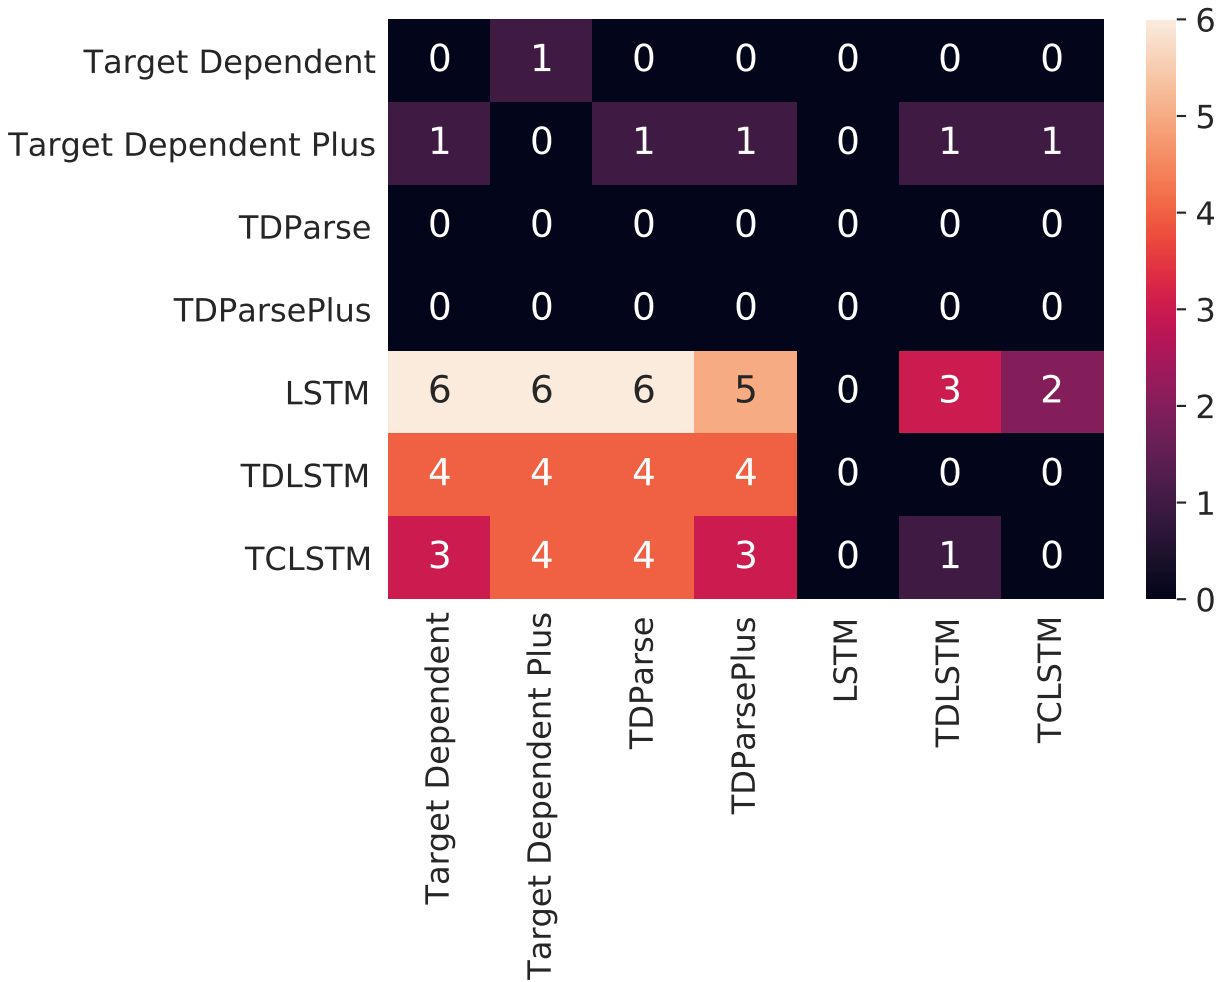 Target Dependent 0 1 0 0 0 0 0
Target Dependent Plus 1 0 1 1 0 1 1
TDParse 0 0 0 0 0 0 0
TDParsePlus 0 0 0 0 0 0 0
LSTM 6 6 6 5 0 3 2
TDLSTM 4 4 4 4 0 0 0
TCLSTM 3 4 4 3 0 1 0
Target Dependent
Target Dependent Plus
TDParse
TDParsePlus
LSTM
TDLSTM
TCLSTM
6
5
4
3
2
1
0